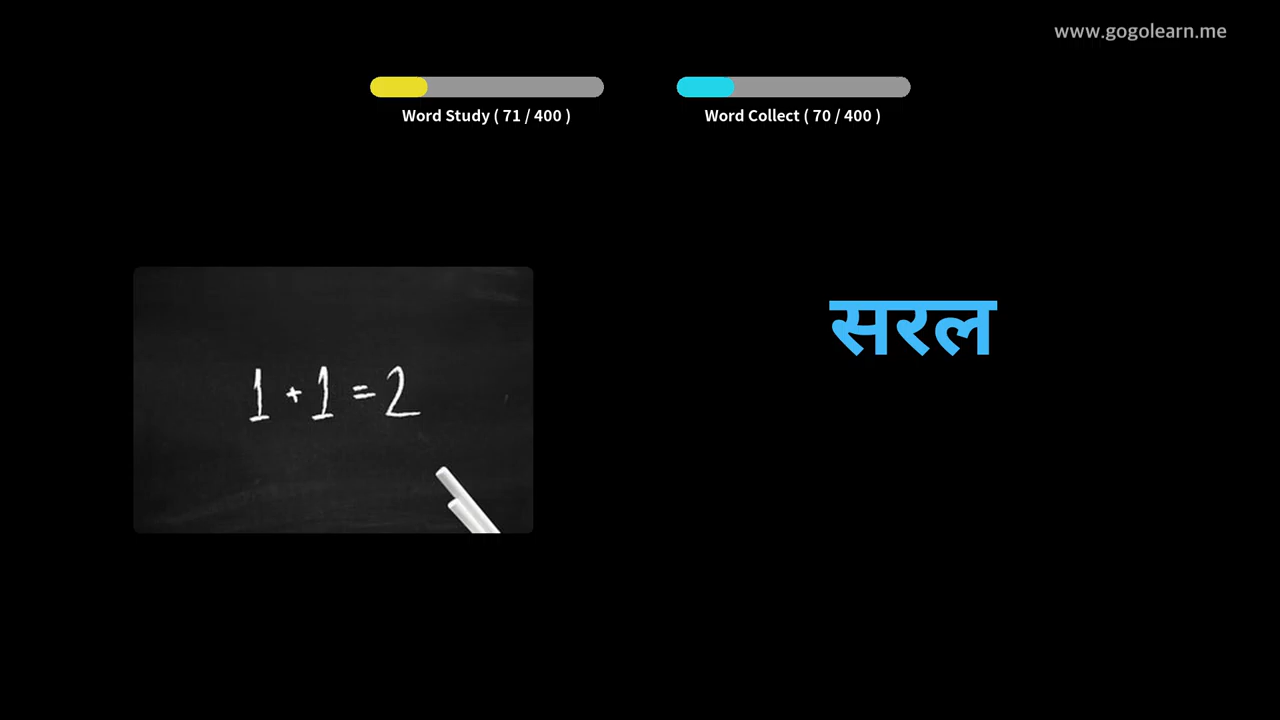 www.gogolearn.me
Word Study ( 71 / 400 )
Word Collect ( 70 / 400 )
1 + 1 = 2
सरल